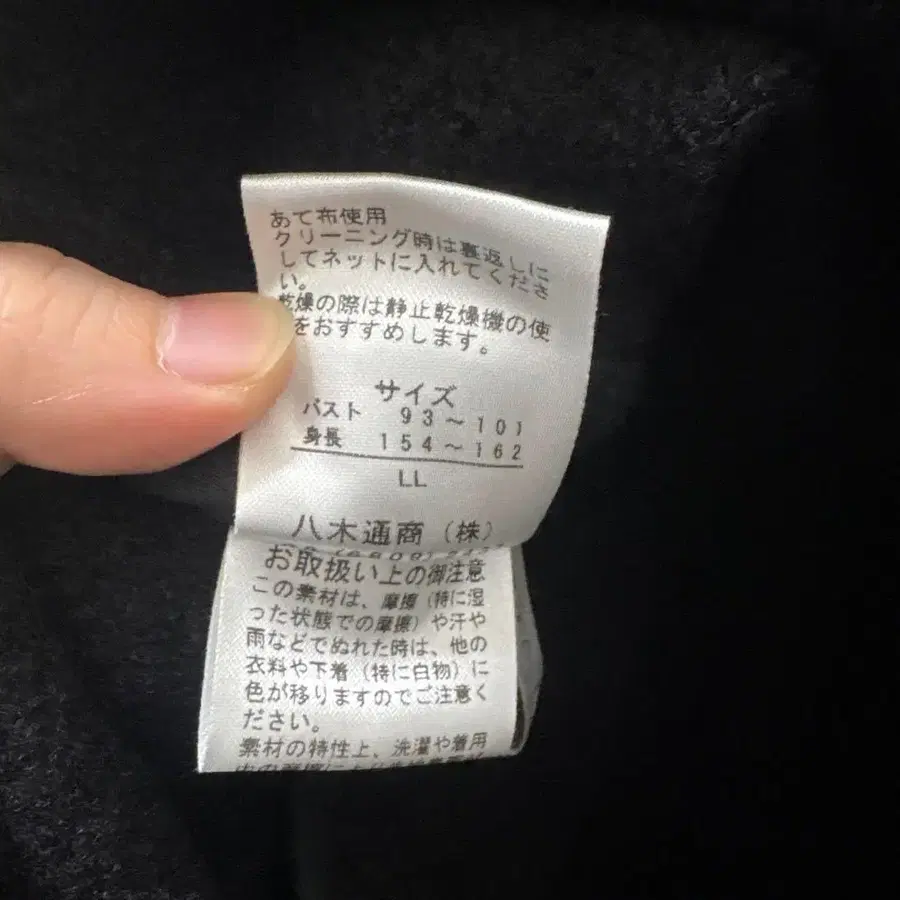 あて布使用
クリーニング時は裏返しに
してネットに入れてくださ
い。
乾燥の際は静止乾燥機の使
をおすすめします。
サイズ
バスト 93～101
身長 154～162
LL
八木通商（株）
お取扱い上の御注意
この素材は、摩擦（特に湿
った状態での摩擦）や汗や
雨などでぬれた時は、他の
衣料や下着（特に白物）に
色が移りますのでご注意く
ださい。
素材の特性上、洗濯や着用